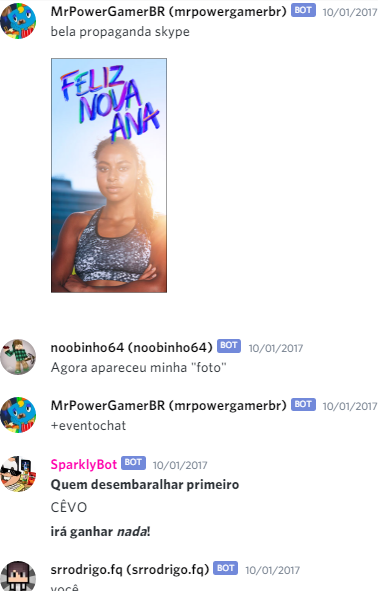 MrPowerGamerBR (mrpowergamerbr) BOT 10/01/2017
bela propaganda skype
FELIZ
NOVA
ANA
noobinho64 (noobinho64) BOT 10/01/2017
Agora apareceu minha "foto"
MrPowerGamerBR (mrpowergamerbr) BOT 10/01/2017
+eventochat
SparklyBot BOT 10/01/2017
Quem desembaralhar primeiro
CÊVO
irá ganhar nada!
srrodrigo.fq (srrodrigo.fq) BOT 10/01/2017
você